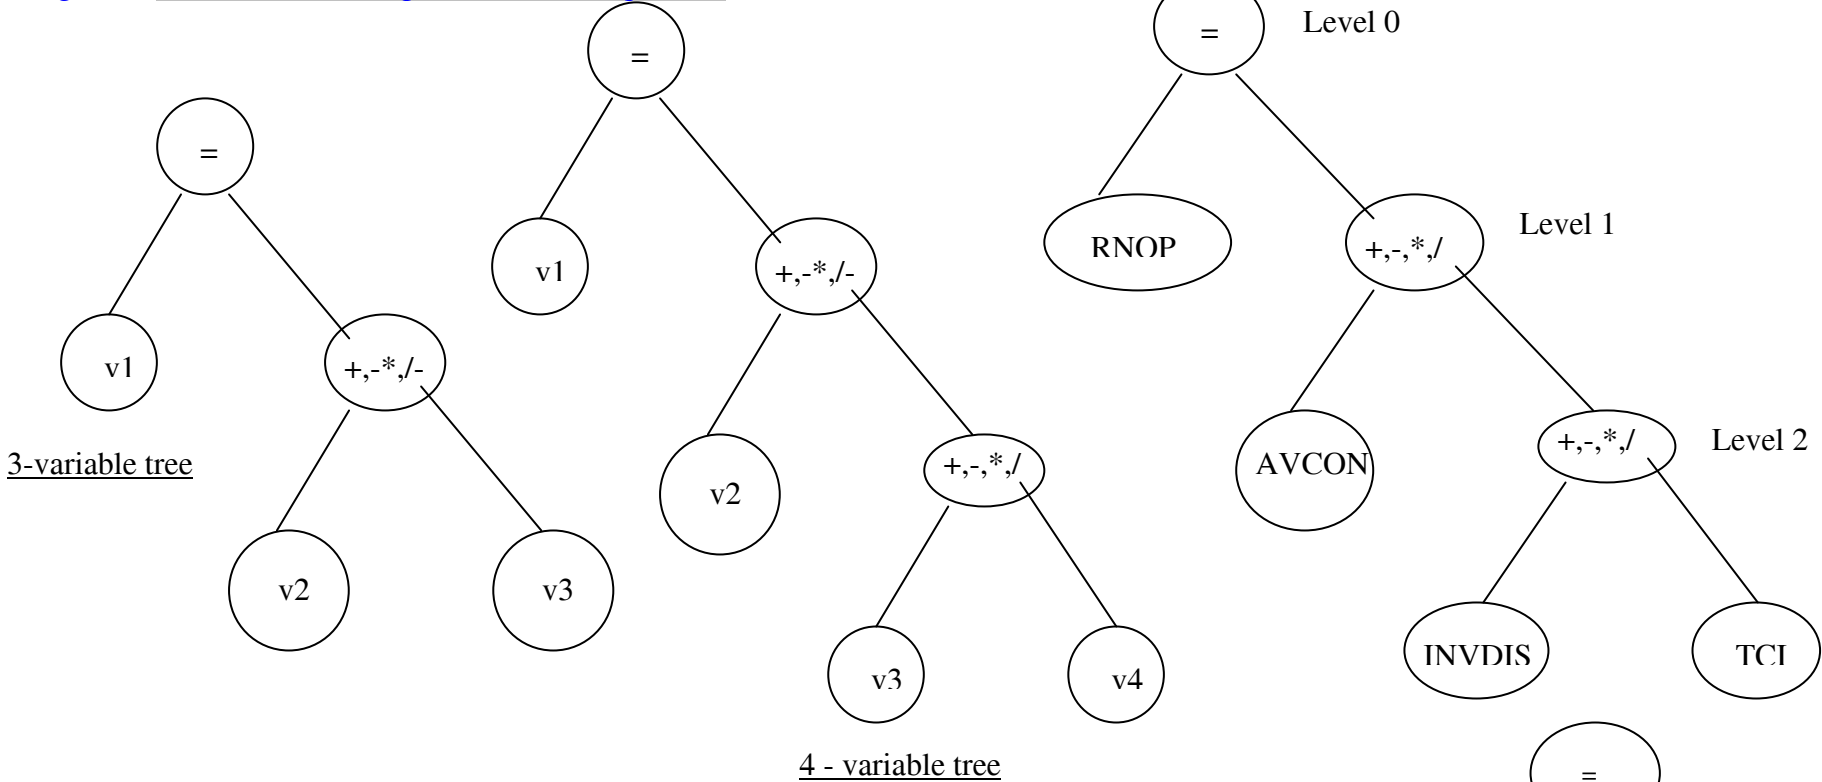 =
v1
+,-*,/-
v2
v3
3-variable tree
=
v1
+,-*,/-
v2
+,-,*,/
v3
v4
4 - variable tree
=
Level 0
RNOP
+,-,*,/
Level 1
AVCON
+,-,*,/
Level 2
INVDIS
TCI
=